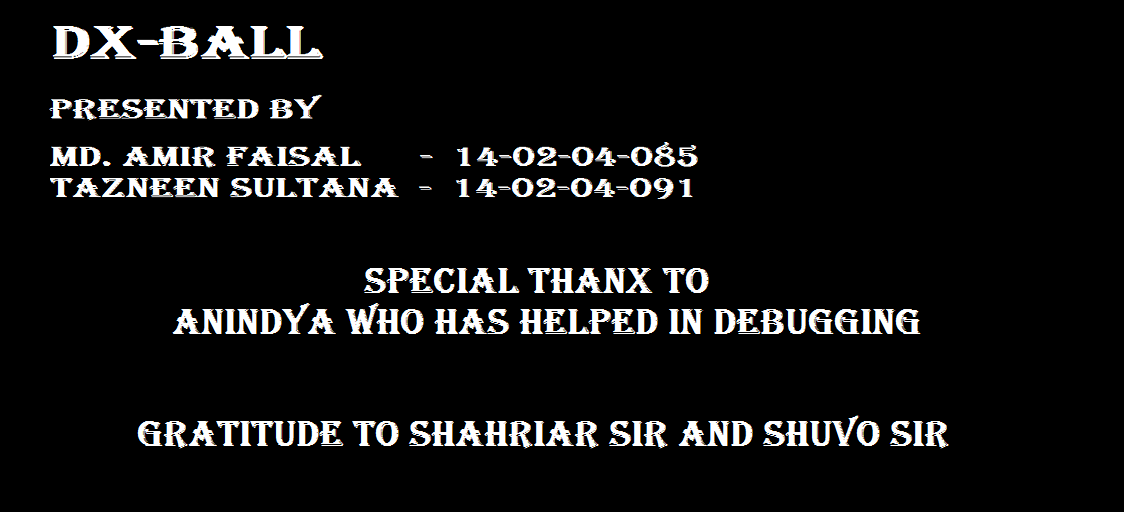 DX-BALL
PRESENTED BY
MD. AMIR FAISAL - 14-02-04-085
TAZNEEN SULTANA - 14-02-04-091
SPECIAL THANX TO
ANINDYA WHO HAS HELPED IN DEBUGGING
GRATITUDE TO SHAHRIAR SIR AND SHUVO SIR